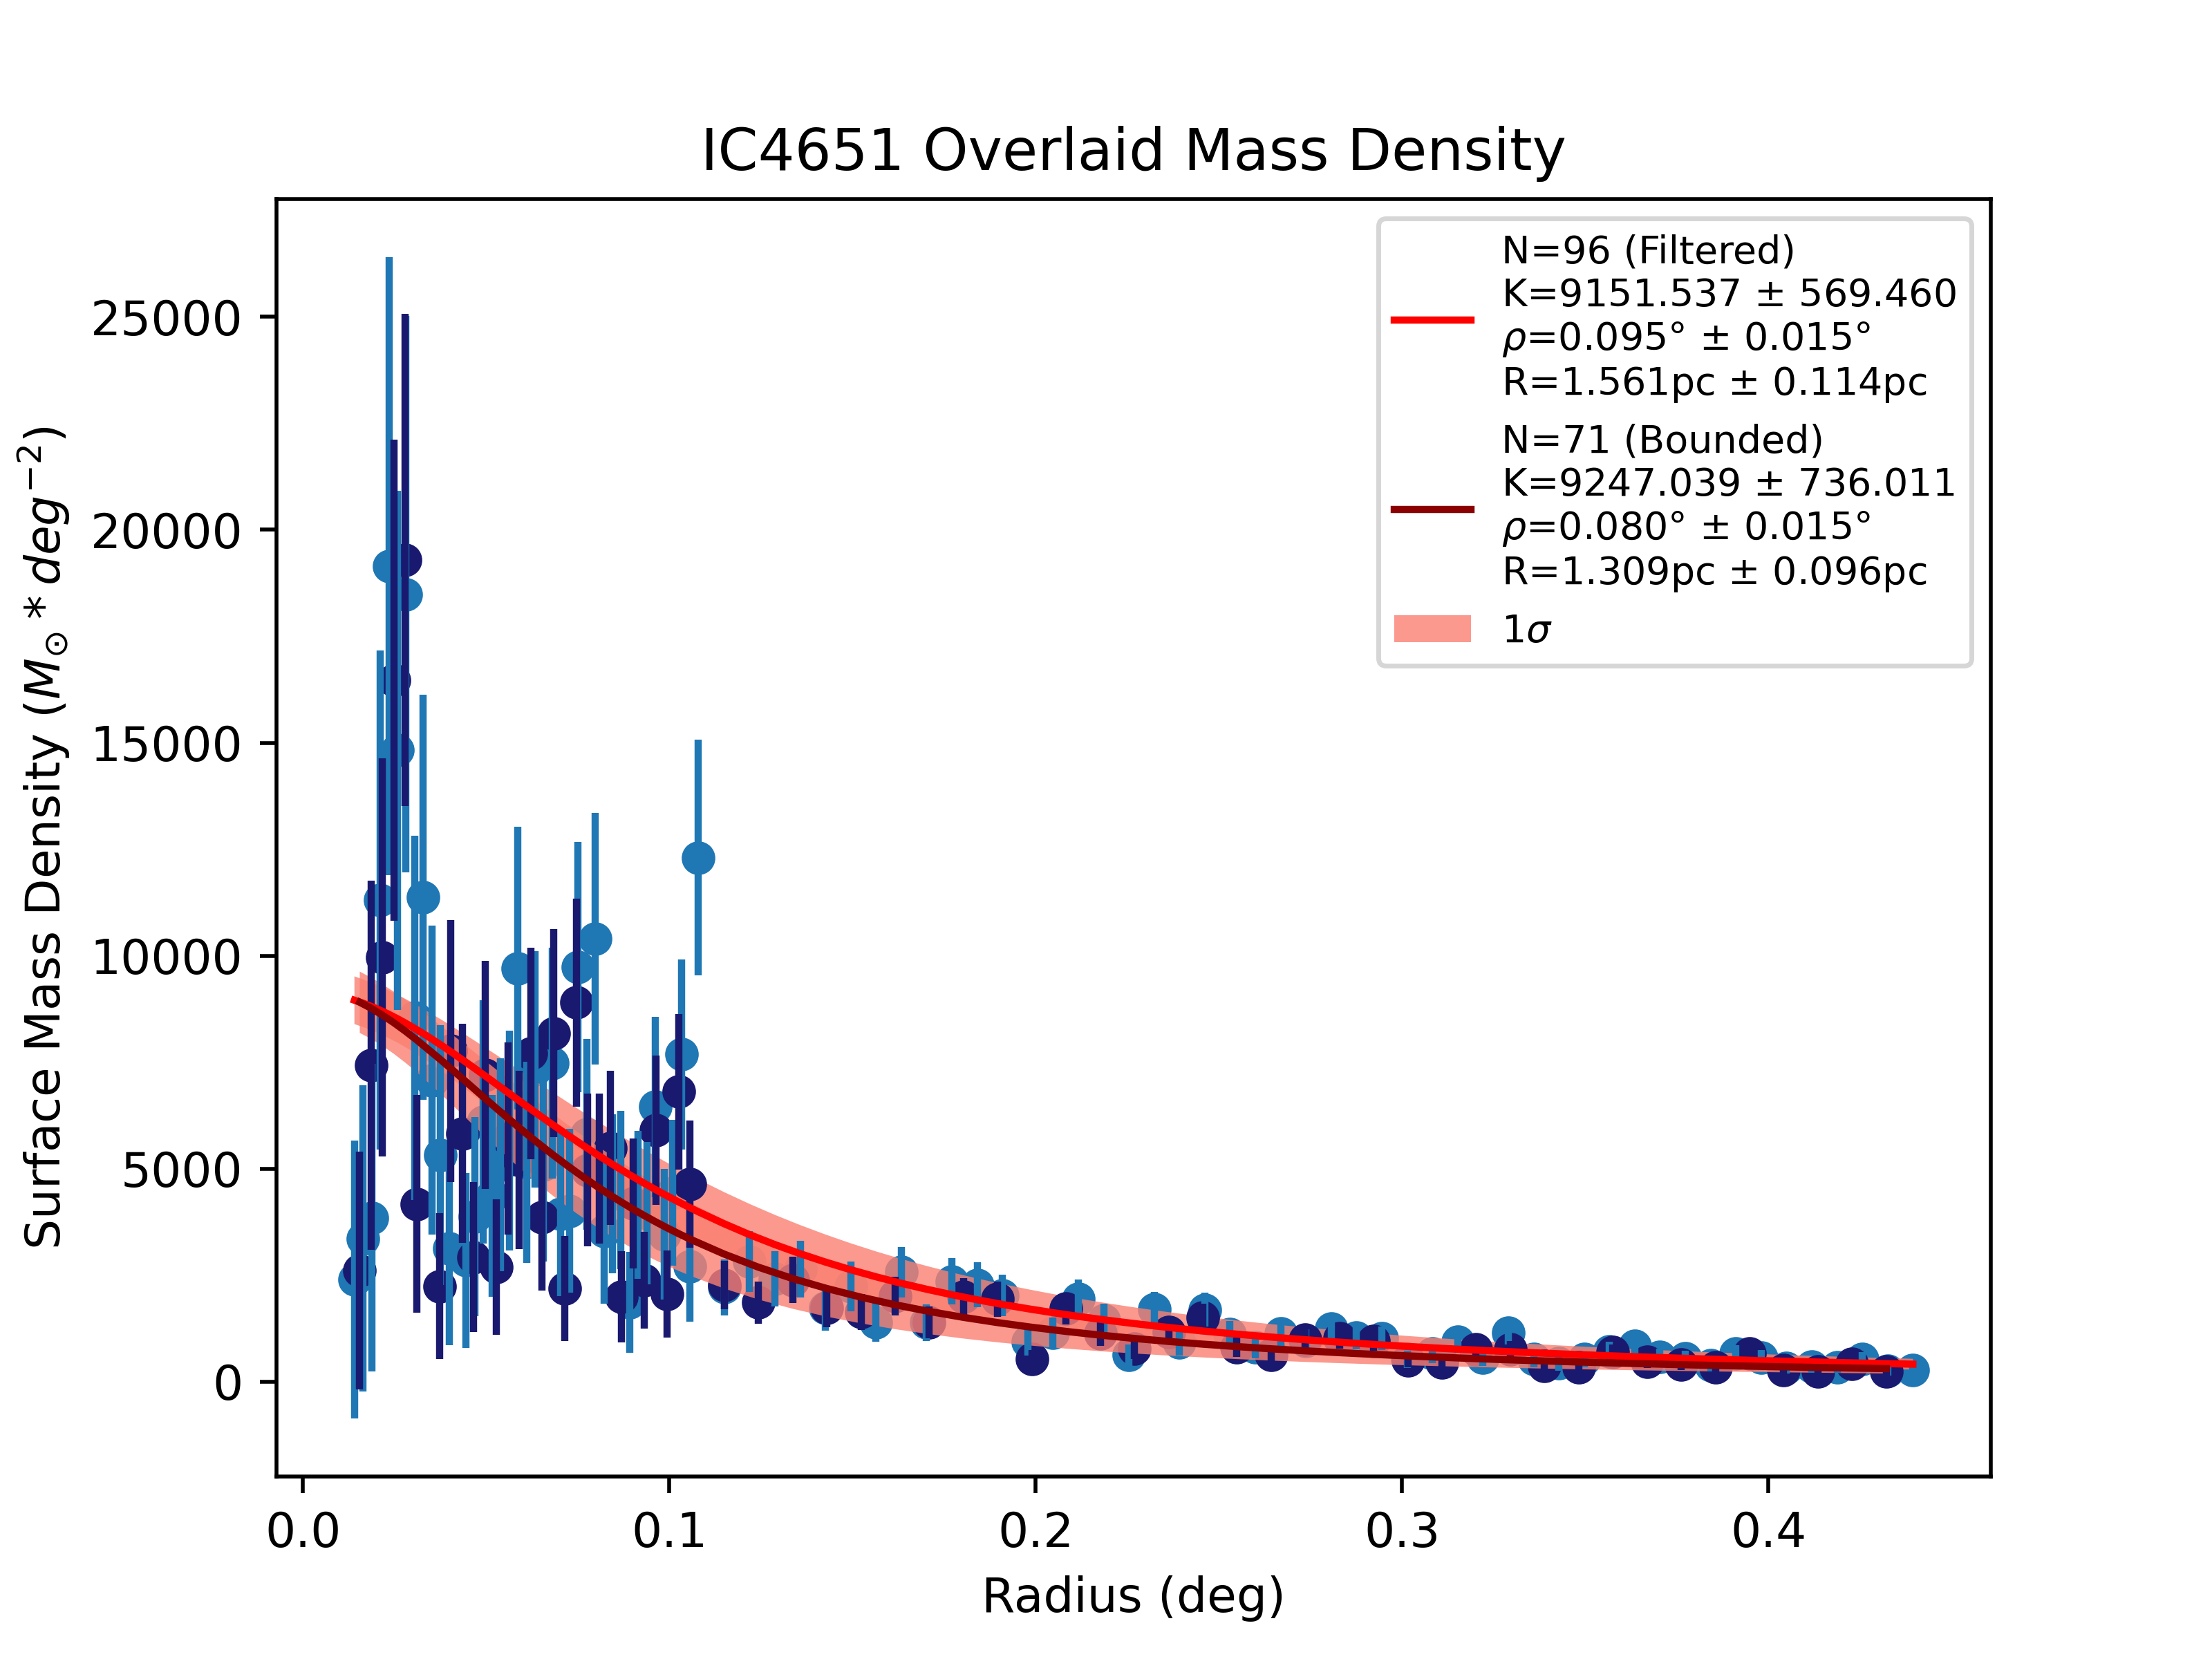 IC4651 Overlaid Mass Density
N=96 (Filtered)
K=9151.537 ± 569.460
ρ=0.095° ± 0.015°
R=1.561pc ± 0.114pc
N=71 (Bounded)
K=9247.039 ± 736.011
ρ=0.080° ± 0.015°
R=1.309pc ± 0.096pc
1σ
Surface Mass Density (M⊙ * deg⁻²)
25000
20000
15000
10000
5000
0
0.0 0.1 0.2 0.3 0.4
Radius (deg)